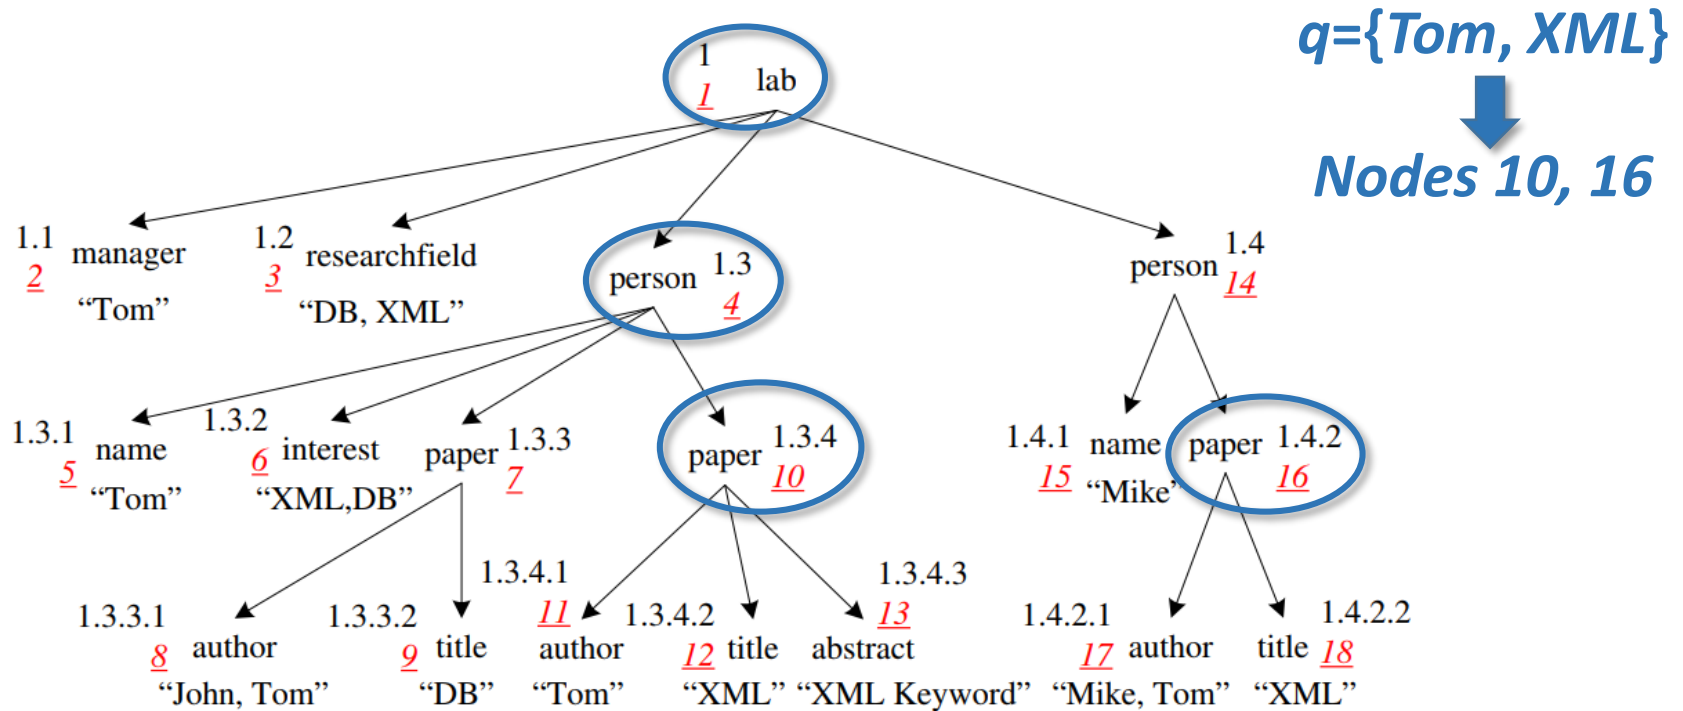 q={Tom, XML}
Nodes 10, 16
1
1 lab
1.1 manager
2
"Tom"
1.2 researchfield
3
"DB, XML"
person 1.3
4
person 1.4
14
1.3.1 name
5
"Tom"
1.3.2 interest
6
"XML,DB"
paper 1.3.3
7
paper 1.3.4
10
1.4.1 name
15
"Mike"
paper 1.4.2
16
1.3.3.1
8 author
"John, Tom"
1.3.3.2
9 title
"DB"
1.3.4.1
11
author
"Tom"
1.3.4.2
12 title
"XML"
1.3.4.3
13
abstract
"XML Keyword"
1.4.2.1
17 author
"Mike, Tom"
1.4.2.2
title 18
"XML"